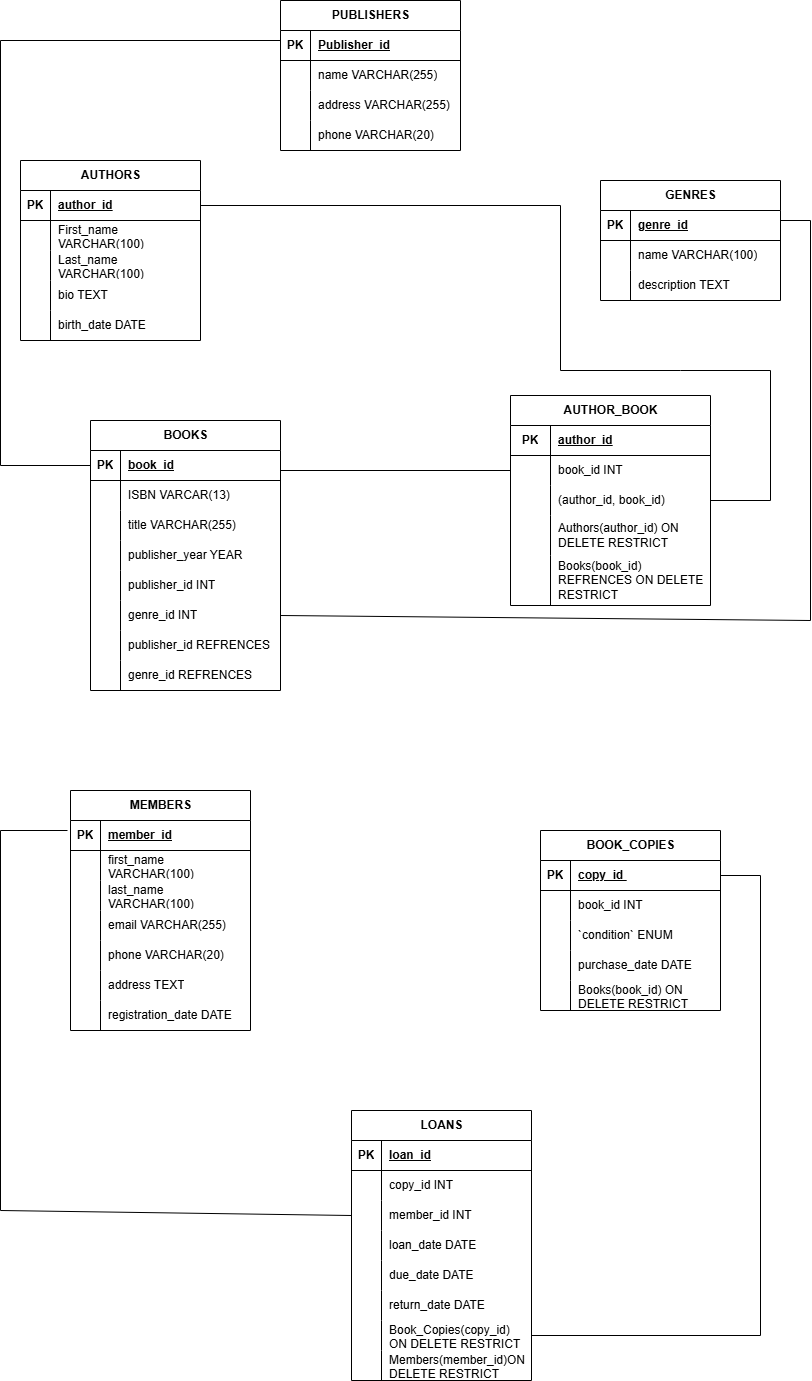 PUBLISHERS
PK Publisher_id
name VARCHAR(255)
address VARCHAR(255)
phone VARCHAR(20)
AUTHORS
PK author_id
First_name
VARCHAR(100)
Last_name
VARCHAR(100)
bio TEXT
birth_date DATE
GENRES
PK genre_id
name VARCHAR(100)
description TEXT
BOOKS
PK book_id
ISBN VARCAR(13)
title VARCHAR(255)
publisher_year YEAR
publisher_id INT
genre_id INT
publisher_id REFRENCES
genre_id REFRENCES
AUTHOR_BOOK
PK author_id
book_id INT
(author_id, book_id)
Authors(author_id) ON
DELETE RESTRICT
Books(book_id)
REFRENCES ON DELETE
RESTRICT
MEMBERS
PK member_id
first_name
VARCHAR(100)
last_name
VARCHAR(100)
email VARCHAR(255)
phone VARCHAR(20)
address TEXT
registration_date DATE
BOOK_COPIES
PK copy_id
book_id INT
`condition` ENUM
purchase_date DATE
Books(book_id) ON
DELETE RESTRICT
LOANS
PK loan_id
copy_id INT
member_id INT
loan_date DATE
due_date DATE
return_date DATE
Book_Copies(copy_id)
ON DELETE RESTRICT
Members(member_id)ON
DELETE RESTRICT